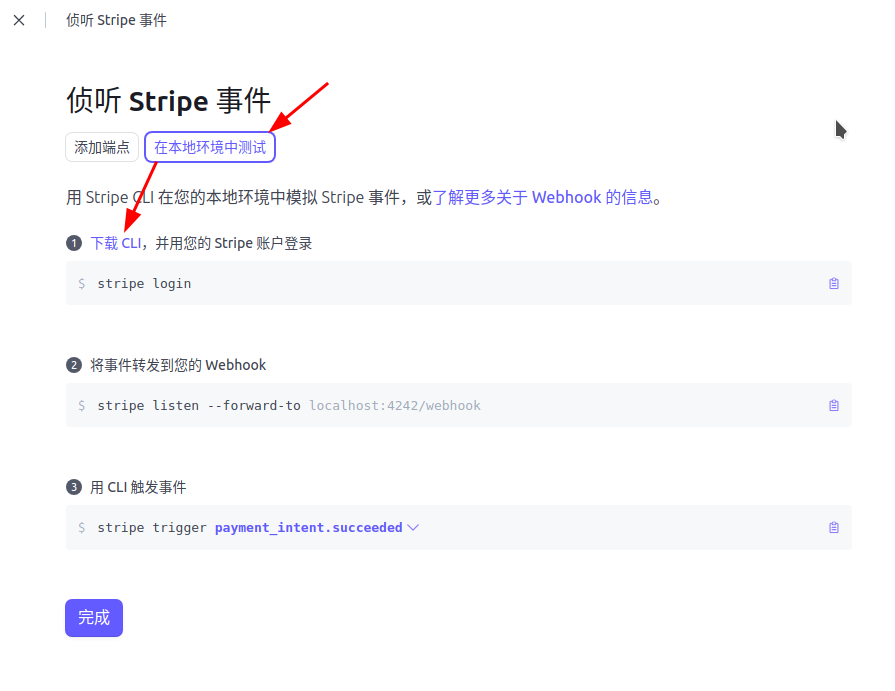 侦听 Stripe 事件
侦听 Stripe 事件
添加端点 在本地环境中测试
用 Stripe CLI 在您的本地环境中模拟 Stripe 事件，或了解更多关于 Webhook 的信息。
1 下载 CLI，并用您的 Stripe 账户登录
$ stripe login
2 将事件转发到您的 Webhook
$ stripe listen --forward-to localhost:4242/webhook
3 用 CLI 触发事件
$ stripe trigger payment_intent.succeeded
完成